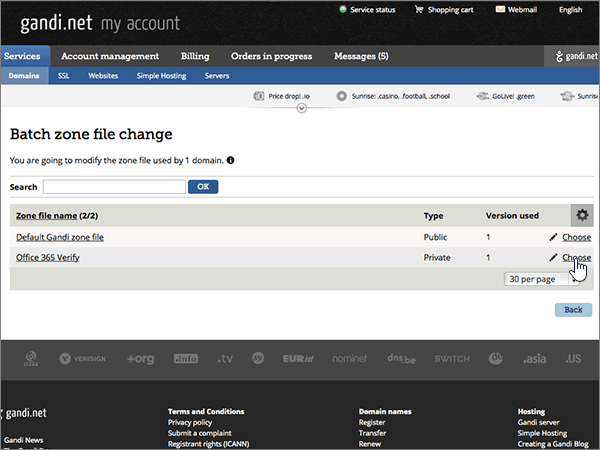 Service status Shopping cart Webmail English
gandi.net my account
Services Account management Billing Orders in progress Messages (5) gandi.net
Domains SSL Websites Simple Hosting Servers
Price drop! .io Sunrise: .casino, .football, .school GoLive! .green Sunris
Batch zone file change
You are going to modify the zone file used by 1 domain.
Search OK
Zone file name (2/2) Type Version used
Default Gandi zone file Public 1 Choose
Office 365 Verify Private 1 Choose
30 per page
Back
ICANN VERISIGN +org .info .tv EURid nominet dns.be SWITCH .asia .US
gandi.net
Terms and Conditions Domain names Hosting
Privacy policy Register Gandi server
Gandi News Submit a complaint Transfer Simple Hosting
Registrant rights (ICANN) Renew Creating a Gandi Blog